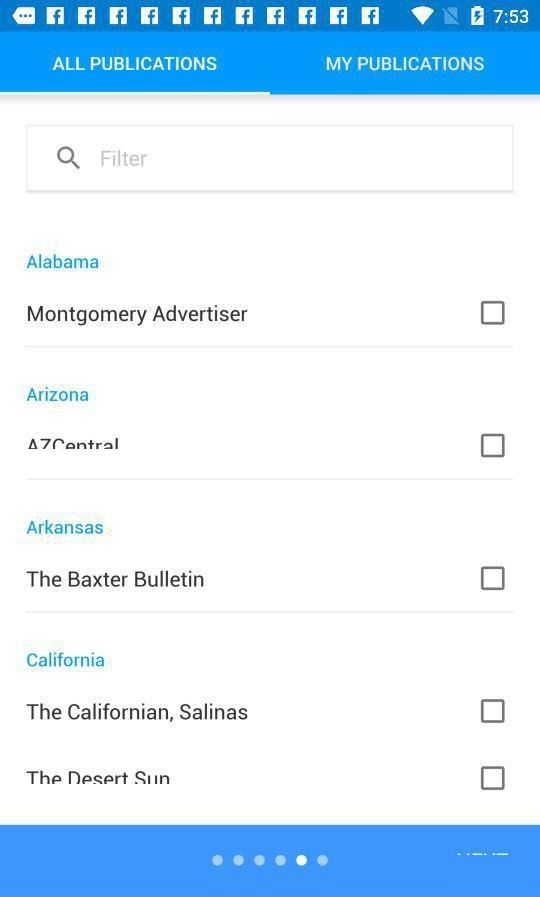 7:53
ALL PUBLICATIONS
MY PUBLICATIONS
Filter
Alabama
Montgomery Advertiser
Arizona
AZCentral
Arkansas
The Baxter Bulletin
California
The Californian, Salinas
The Desert Sun